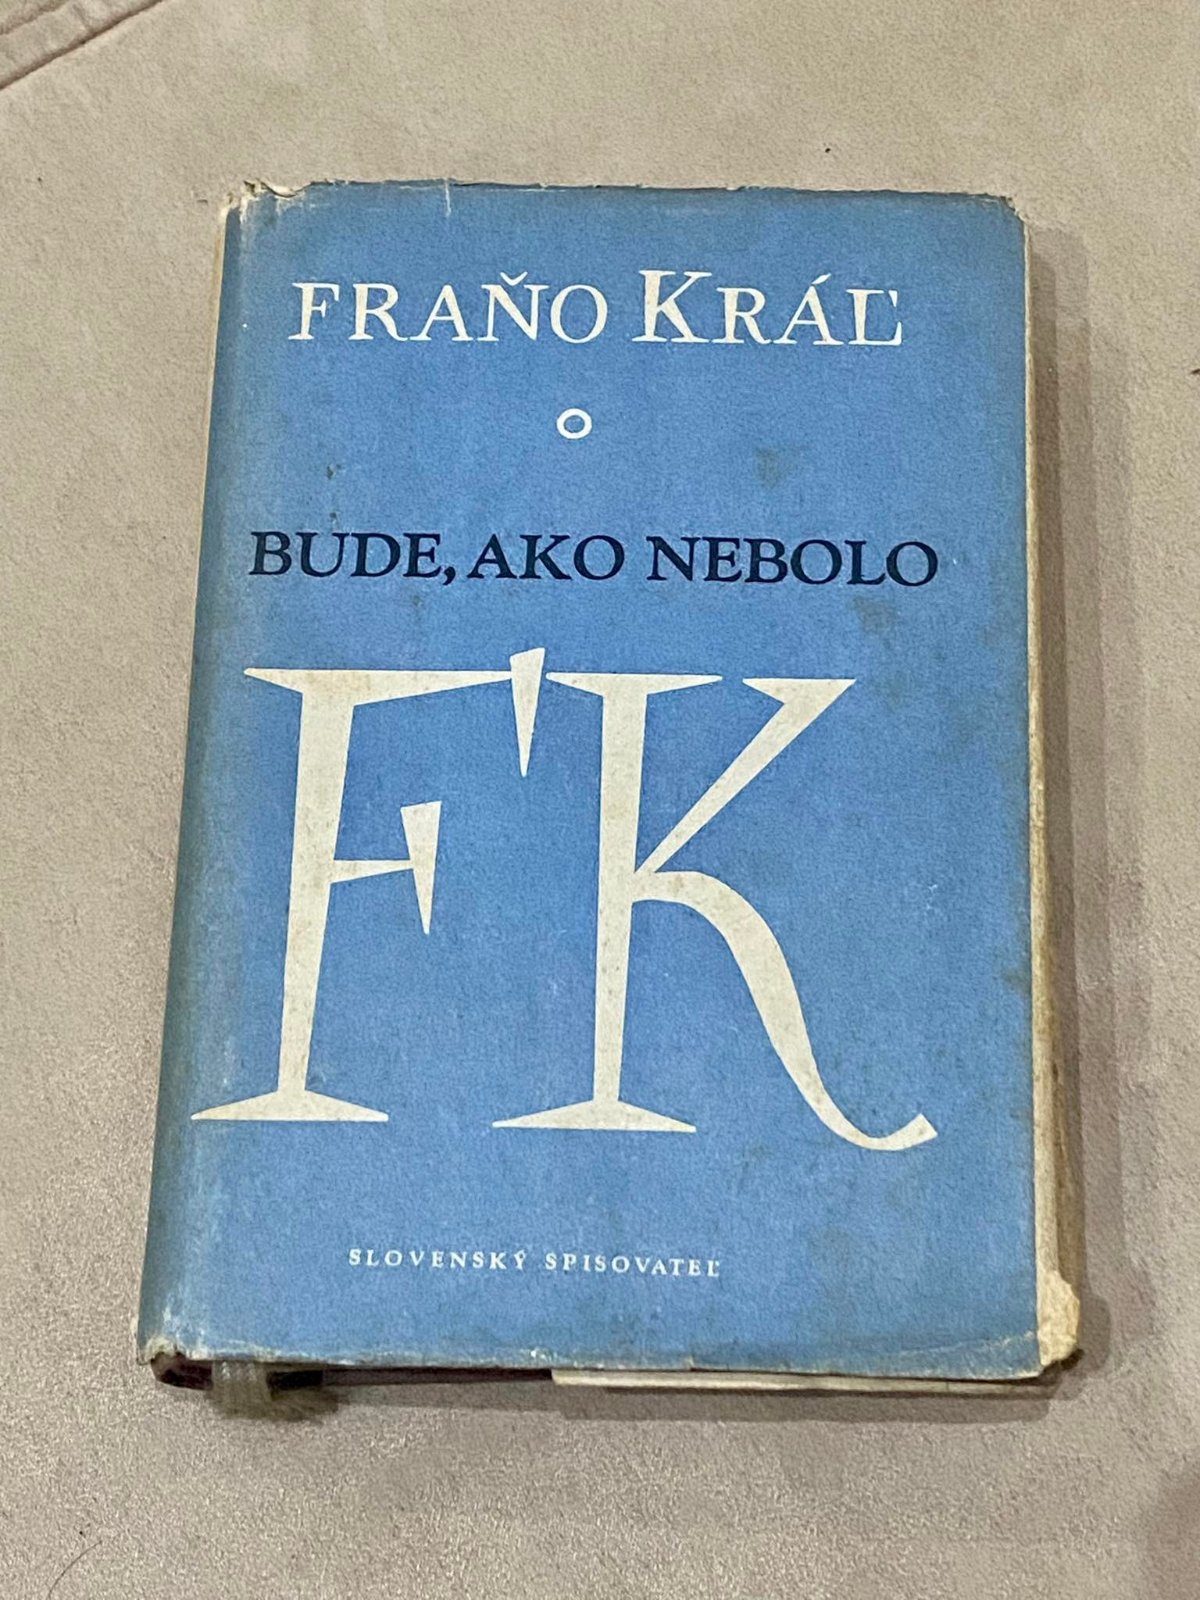 FRAŇO KRÁĽ
BUDE, AKO NEBOLO
FK
SLOVENSKÝ SPISOVATEĽ